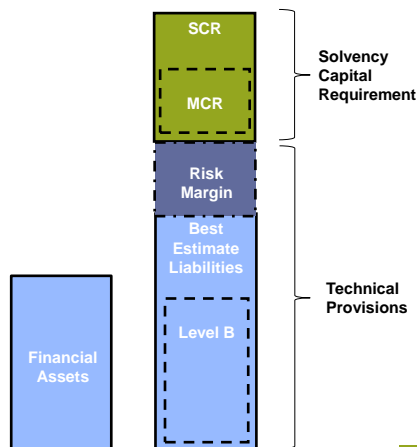 SCR
Solvency
Capital
Requirement
MCR
Risk
Margin
Best
Estimate
Liabilities
Technical
Provisions
Level B
Financial
Assets